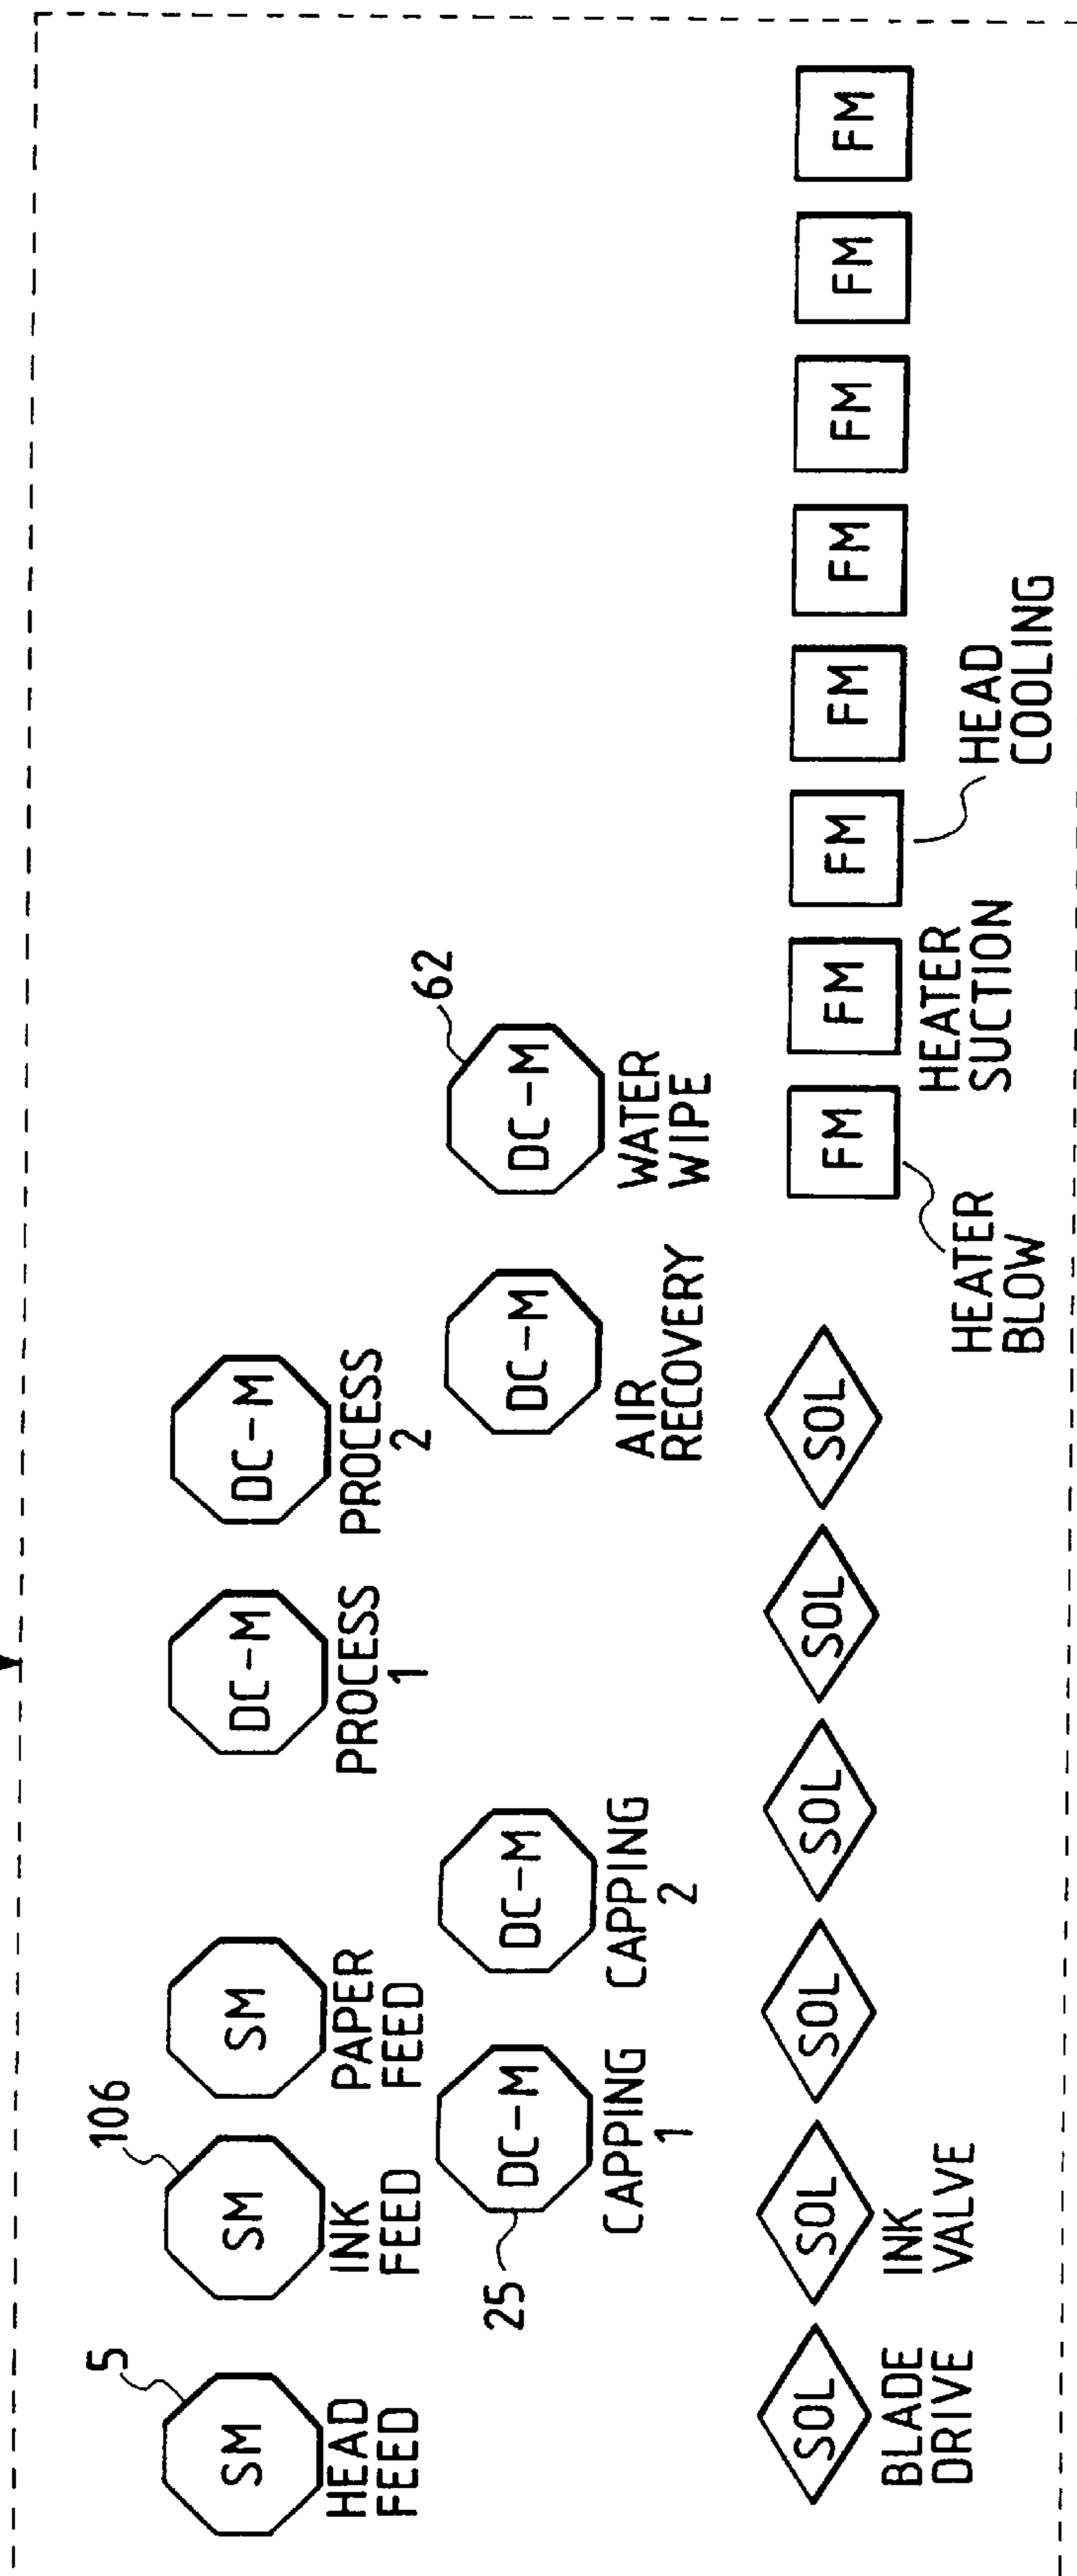 5
SM
HEAD
FEED
106
SM
INK
FEED
SM
PAPER
FEED
DC-M
PROCESS
1
DC-M
PROCESS
2
25
DC-M
CAPPING
1
DC-M
CAPPING
2
DC-M
AIR
RECOVERY
62
DC-M
WATER
WIPE
SOL
BLADE
DRIVE
SOL
INK
VALVE
SOL
SOL
SOL
SOL
FM
HEATER
BLOW
FM
HEATER
SUCTION
FM
HEAD
COOLING
FM
FM
FM
FM
FM